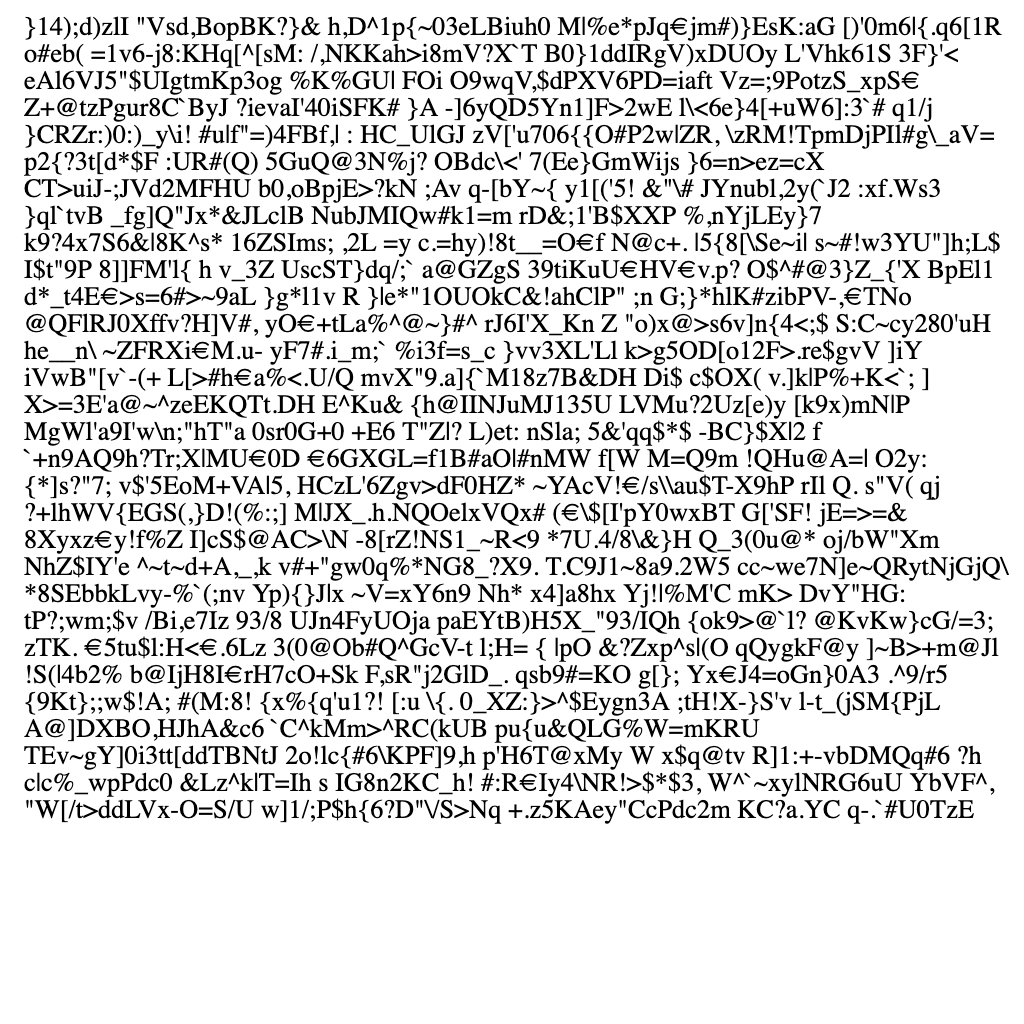 }14);d)zlI "Vsd,BopBK?}& h,D^1p{~03eLBiuh0 M|%e*pJq€jm#)}EsK:aG [)'0m6|{.q6[1R
o#eb( =1v6-j8:KHq[^[sM: /,NKKah>i8mV?X`T B0}1ddIRgV)xDUOy L'Vhk61S 3F}'<
eAl6VJ5"$UIgtmKp3og %K%GU| FOi O9wqV,$dPXV6PD=iaft Vz=;9PotzS_xpS€
Z+@tzPgur8C`ByJ ?ievaI'40iSFK# }A -]6yQD5Yn1]F>2wE l\<6e}4[+uW6]:3`# q1/j
}CRZr:)0:)_y\i! #u|f"=)4FBf,l : HC_UlGJ zV['u706{{O#P2w|ZR, \zRM!TpmDjPIl#g\_aV=
p2{?3t[d*$F :UR#(Q) 5GuQ@3N%j? OBdc\<' 7(Ee}GmWijs }6=n>ez=cX
CT>uiJ-;JVd2MFHU b0,oBpjE>?kN ;Av q-[bY~{ y1[('5! &"\# JYnubl,2y(`J2 :xf.Ws3
}ql`tvB _fg]Q"Jx*&JLclB NubJMIQw#k1=m rD&;1'B$XXP %,nYjLEy}7
k9?4x7S6&|8K^s* 16ZSIms; ,2L =y c.=hy)!8t__=O€f N@c+. |5{8[\Se~i| s~#!w3YU"]h;L$
I$t"9P 8]]FM'l{ h v_3Z UscST}dq/;` a@GZgS 39tiKuU€HV€v.p? O$^#@3}Z_{'X BpEl1
d*_t4E€>s=6#>~9aL }g*l1v R }le*"1OUOkC&!ahClP" ;n G;}*hlK#zibPV-,€TNo
@QFlRJ0Xffv?H]V#, yO€+tLa%^@~}#^ rJ6I'X_Kn Z "o)x@>s6v]n{4<;$ S:C~cy280'uH
he__n\ ~ZFRXi€M.u- yF7#.i_m;` %i3f=s_c }vv3XL'Ll k>g5OD[o12F>.re$gvV ]iY
iVwB"[v`-(+ L[>#h€a%<.U/Q mvX"9.a]{`M18z7B&DH Di$ c$OX( v.]k|P%+K<`; ]
X>=3E'a@~^zeEKQTt.DH E^Ku& {h@IINJuMJ135U LVMu?2Uz[e)y [k9x)mN|P
MgWl'a9I'w\n;"hT"a 0sr0G+0 +E6 T"Z|? L)et: nSla; 5&'qq$*$ -BC}$X|2 f
`+n9AQ9h?Tr;X|MU€0D €6GXGL=f1B#aO|#nMW f[W M=Q9m !QHu@A=| O2y:
{*]s?"7; v$'5EoM+VA|5, HCzL'6Zgv>dF0HZ* ~YAcV!€/s\\au$T-X9hP rIl Q. s"V( qj
?+lhWV{EGS(,}D!(%:;] M|JX_.h.NQOelxVQx# (€\$[I'pY0wxBT G['SF! jE=>=&
8Xyxz€y!f%Z I]cS$@AC>\N -8[rZ!NS1_~R<9 *7U.4/8\&}H Q_3(0u@* oj/bW"Xm
NhZ$IY'e ^~t~d+A,_,k v#+"gw0q%*NG8_?X9. T.C9J1~8a9.2W5 cc~we7N]e~QRytNjGjQ\
*8SEbbkLvy-%`(;nv Yp){}J|x ~V=xY6n9 Nh* x4]a8hx Yj!|%M'C mK> DvY"HG:
tP?;wm;$v /Bi,e7Iz 93/8 UJn4FyUOja paEYtB)H5X_"93/IQh {ok9>@`l? @KvKw}cG/=3;
zTK. €5tu$l:H<€.6Lz 3(0@Ob#Q^GcV-t l;H= { |pO &?Zxp^s|(O qQygkF@y ]~B>+m@Jl
!S(|4b2% b@IjH8I€rH7cO+Sk F,sR"j2GlD_. qsb9#=KO g[}; Yx€J4=oGn}0A3 .^9/r5
{9Kt};;w$!A; #(M:8! {x%{q'u1?! [:u \{. 0_XZ:}>^$Eygn3A ;tH!X-}S'v l-t_(jSM{PjL
A@]DXBO,HJhA&c6 `C^kMm>^RC(kUB pu{u&QLG%W=mKRU
TEv~gY]0i3tt[ddTBNtJ 2o!lc{#6\KPF]9,h p'H6T@xMy W x$q@tv R]1:+-vbDMQq#6 ?h
c|c%_wpPdc0 &Lz^k|T=Ih s IG8n2KC_h! #:R€Iy4\NR!>$*$3, W^`~xylNRG6uU YbVF^,
"W[/t>ddLVx-O=S/U w]1/;P$h{6?D"\/S>Nq +.z5KAey"CcPdc2m KC?a.YC q-.`#U0TzE